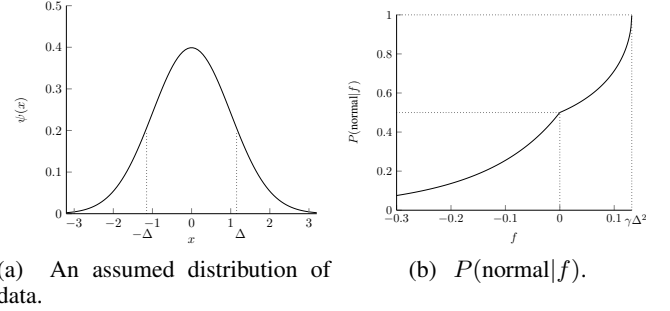 0.5
0.4
0.3
0.2
0.1
0
ψ(x)
−3 −2 −1 0 1 2 3
−Δ x Δ
1
0.8
0.6
0.4
0.2
0
P(normal|f)
−0.3 −0.2 −0.1 0 0.1 γΔ²
f
(a) An assumed distribution of
data.
(b) P(normal|f).